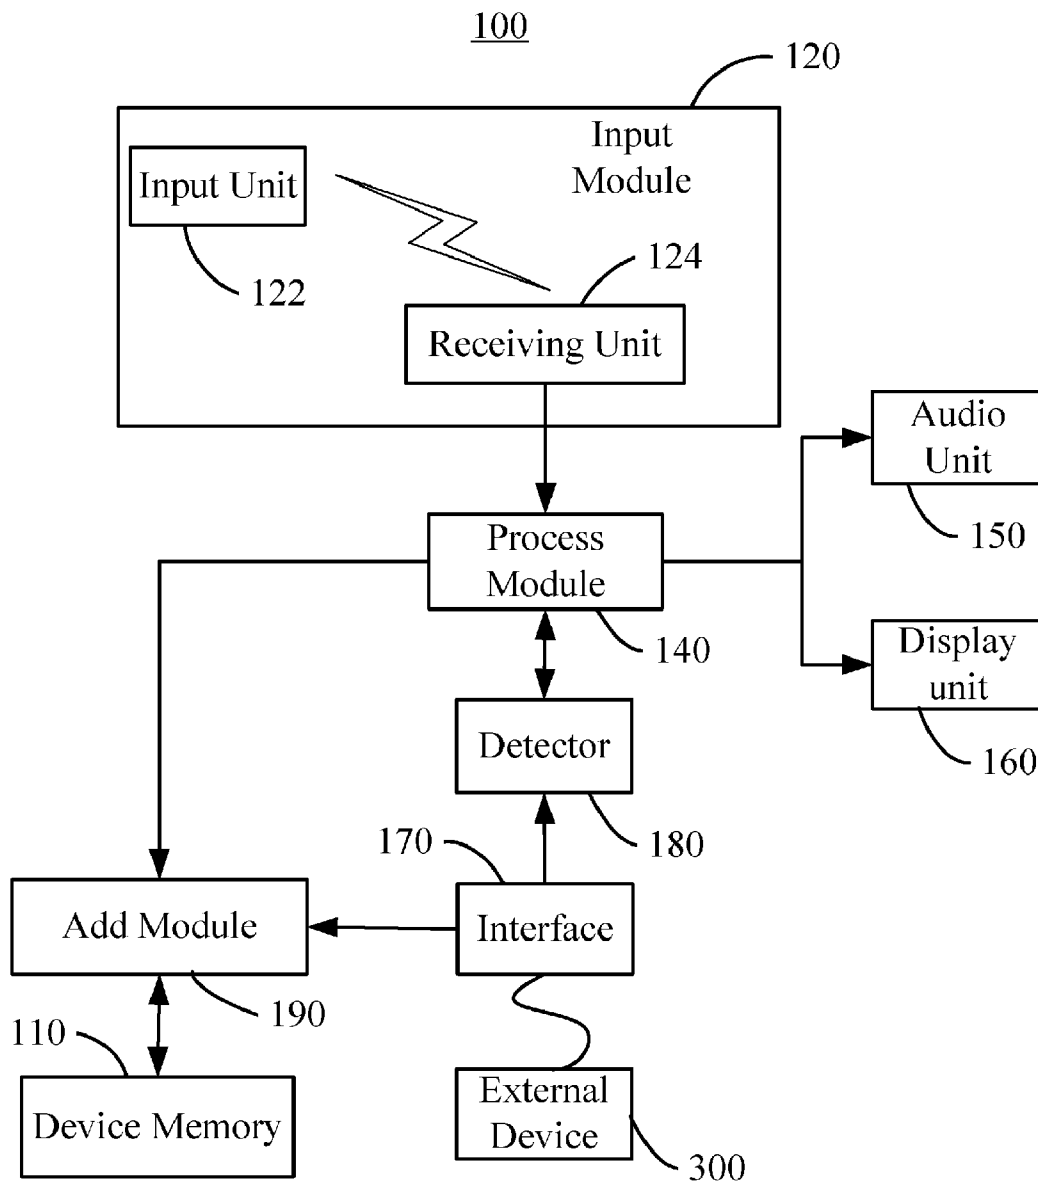 100
120
Input
Module
Input Unit
122
124
Receiving Unit
Audio
Unit
150
Process
Module
140
Display
unit
160
Detector
180
170
Add Module
190
Interface
110
Device Memory
External
Device
300